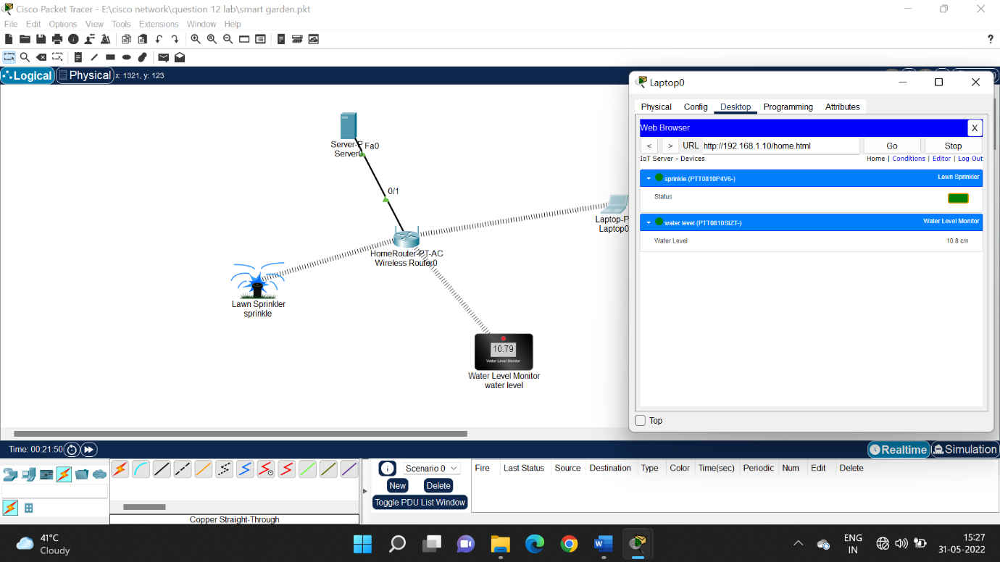 Cisco Packet Tracer - E:\cisco network\question 12 lab\smart garden.pkt
File Edit Options View Tools Extensions Window Help
?
Logical Physical x: 1321, y: 123
Server-P Fa0
Server0
0/1
Laptop-P
Laptop0
HomeRouter-PT-AC
Wireless Router0
Lawn Sprinkler
sprinkle
10.79
Water Level Monitor
Water Level Monitor
water level
Laptop0
Physical Config Desktop Programming Attributes
Web Browser X
< > URL http://192.168.1.10/home.html Go Stop
IoT Server - Devices Home | Conditions | Editor | Log Out
sprinkle (PTT0810P4V6-) Lawn Sprinkler
Status
water level (PTT0810SIZT-) Water Level Monitor
Water Level 10.8 cm
Top
Time: 00:21:50 Realtime Simulation
Scenario 0
New Delete
Toggle PDU List Window
Fire Last Status Source Destination Type Color Time(sec) Periodic Num Edit Delete
Copper Straight-Through
41°C
Cloudy
ENG
IN
15:27
31-05-2022